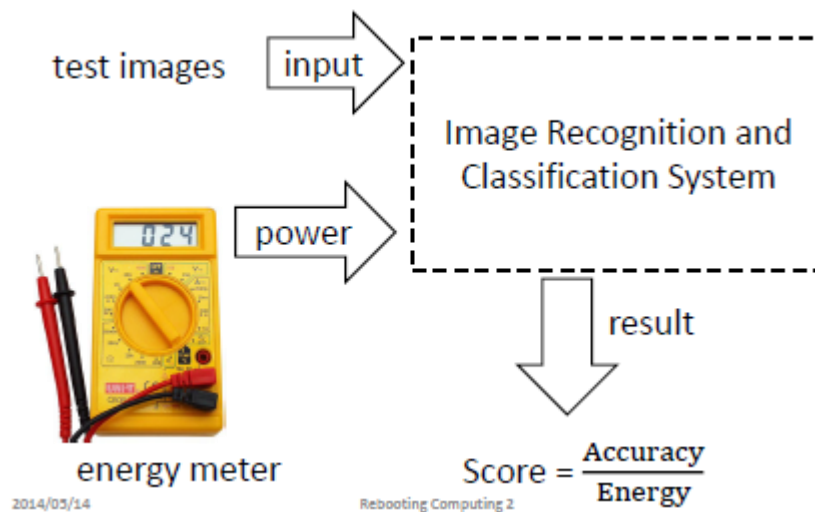 test images
input
Image Recognition and
Classification System
024
power
result
energy meter
Score = Accuracy
Energy
2014/05/14
Rebooting Computing 2